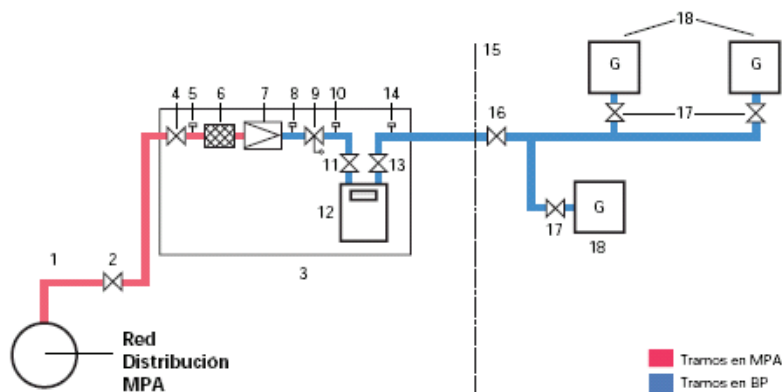 18
15
G
G
4 5 6 7 8 9 10 14
16
17
11
13
12
G
1
2
17
18
3
Red
Distribución
MPA
Tramos en MPA
Tramos en BP